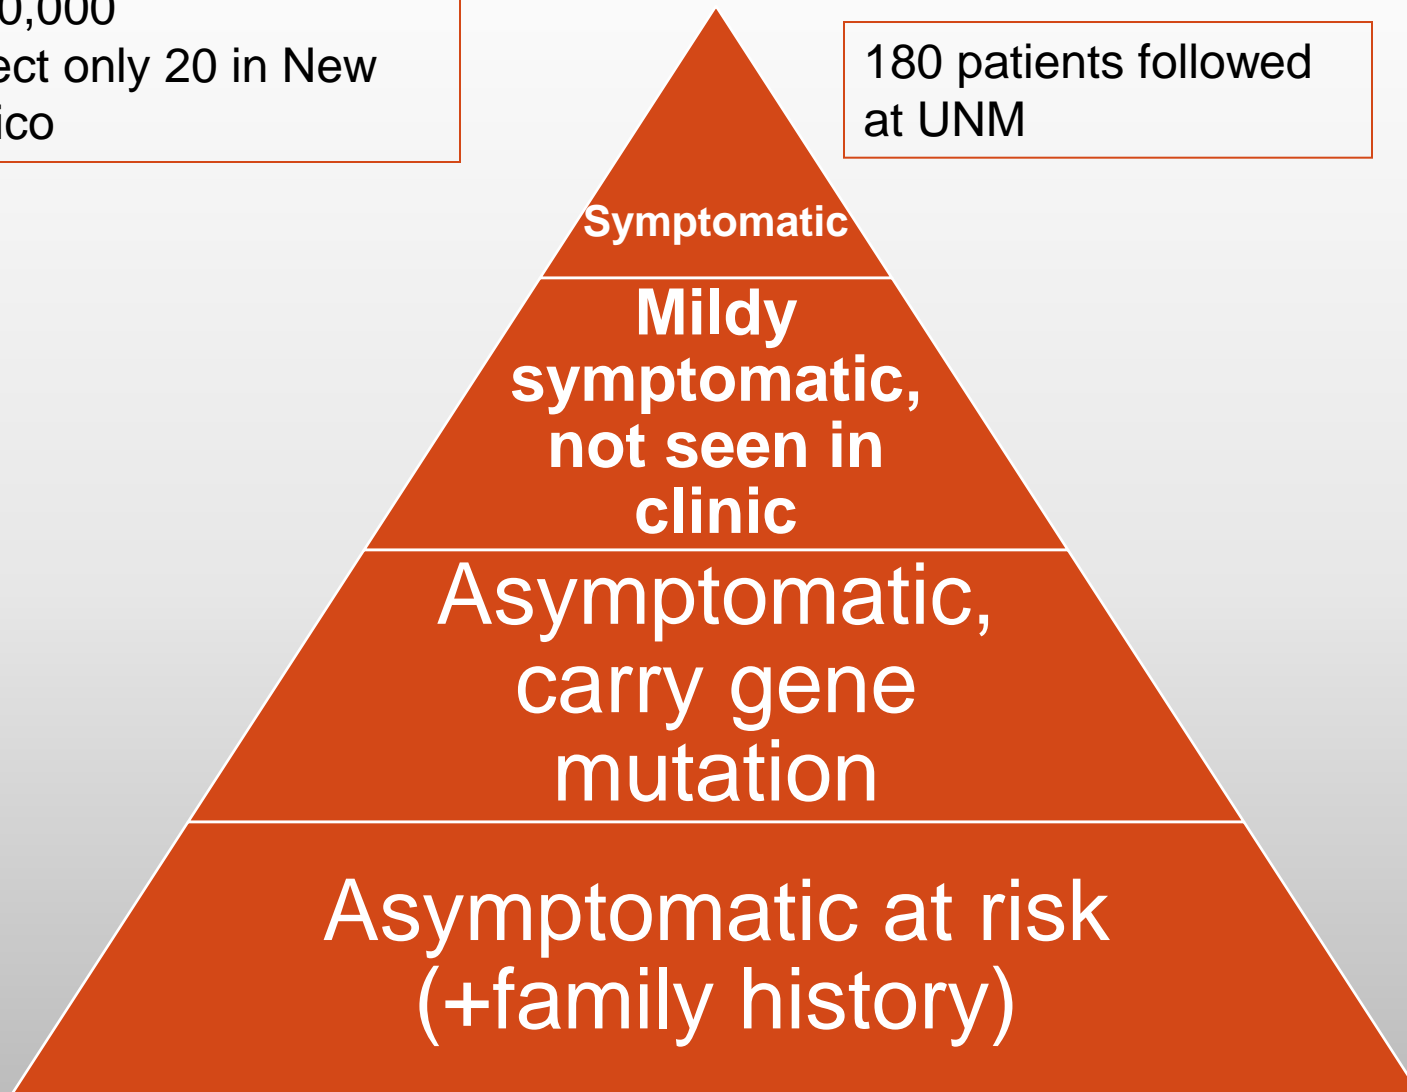 0,000
ect only 20 in New
ico
180 patients followed
at UNM
Symptomatic
Mildy
symptomatic,
not seen in
clinic
Asymptomatic,
carry gene
mutation
Asymptomatic at risk
(+family history)